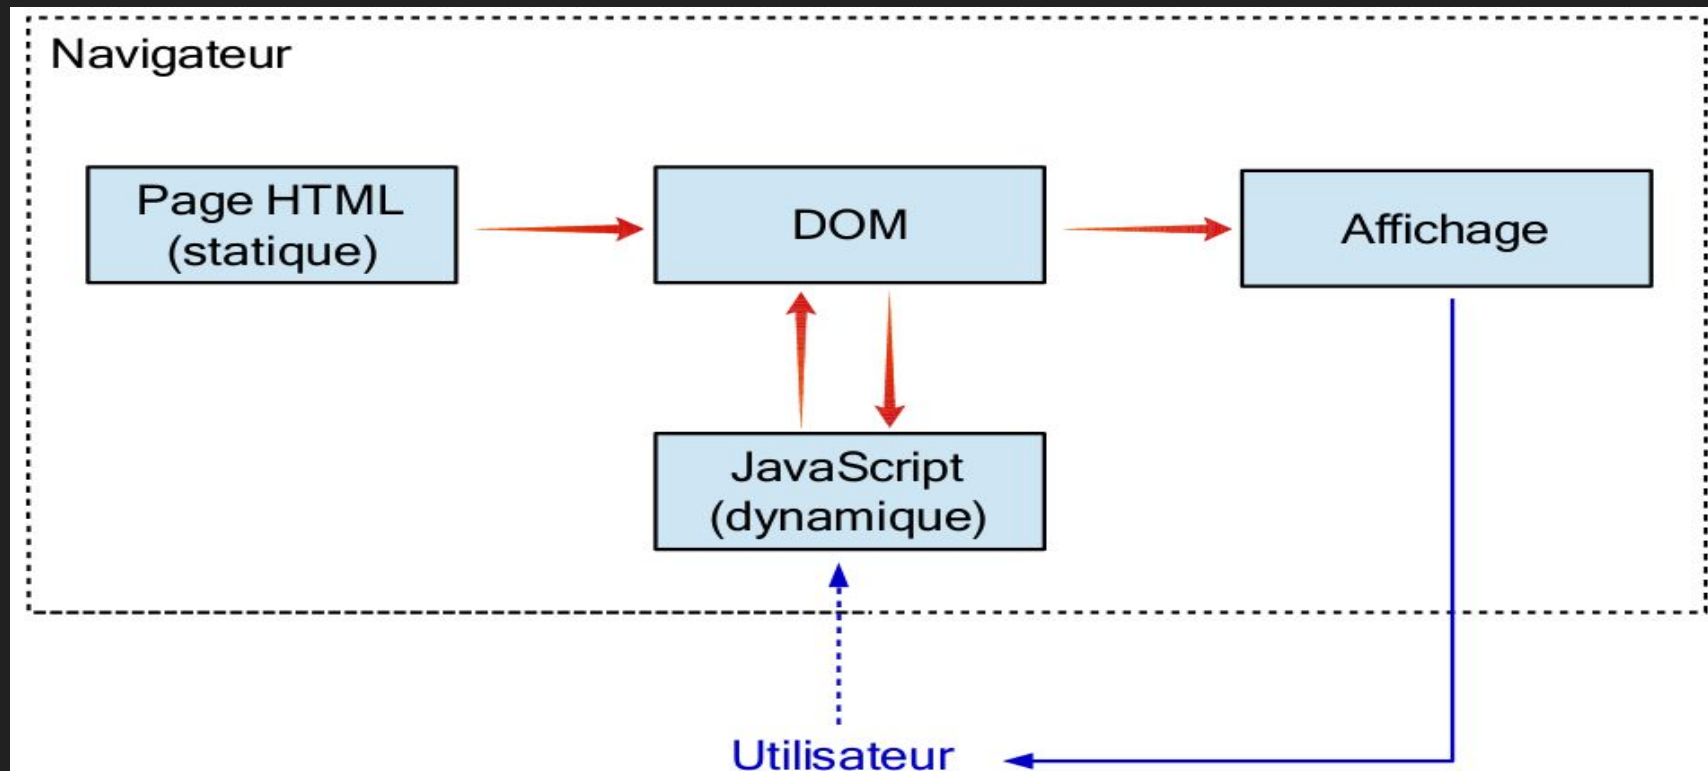 Navigateur
Page HTML
(statique)
DOM
Affichage
JavaScript
(dynamique)
Utilisateur